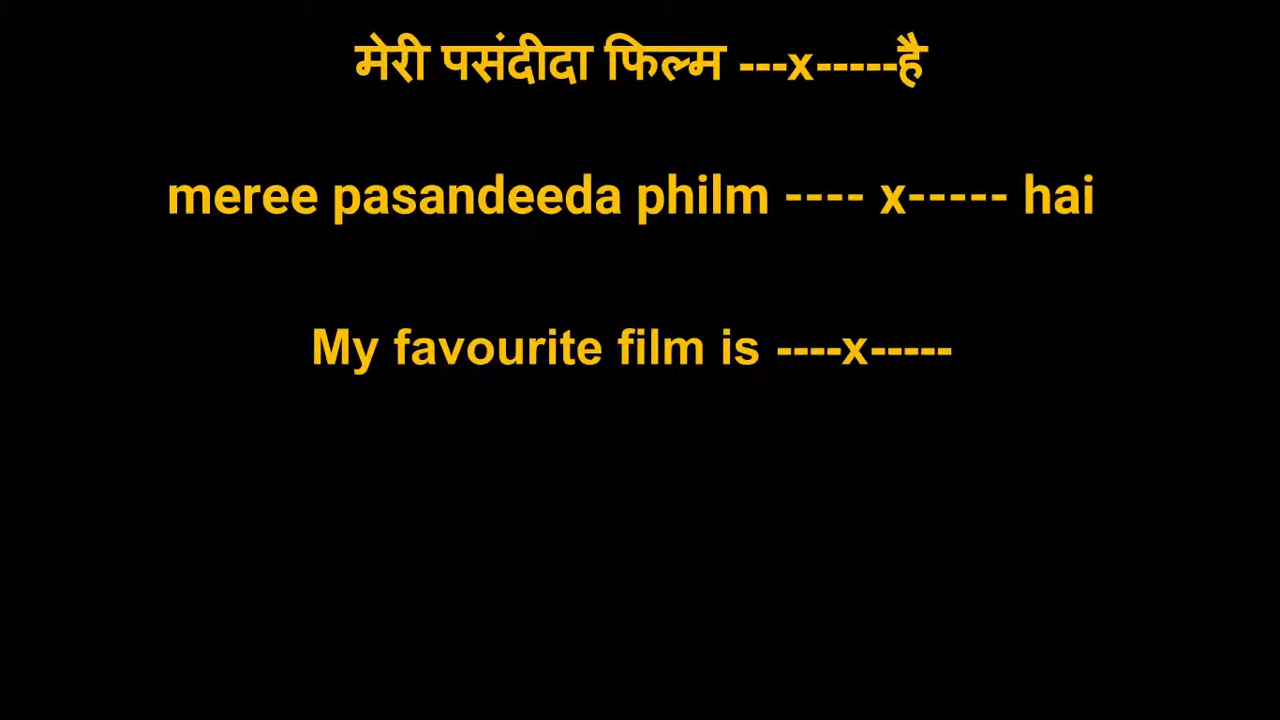 मेरी पसंदीदा फिल्म ---x-----है
meree pasandeeda philm ---- x----- hai
My favourite film is ----x-----